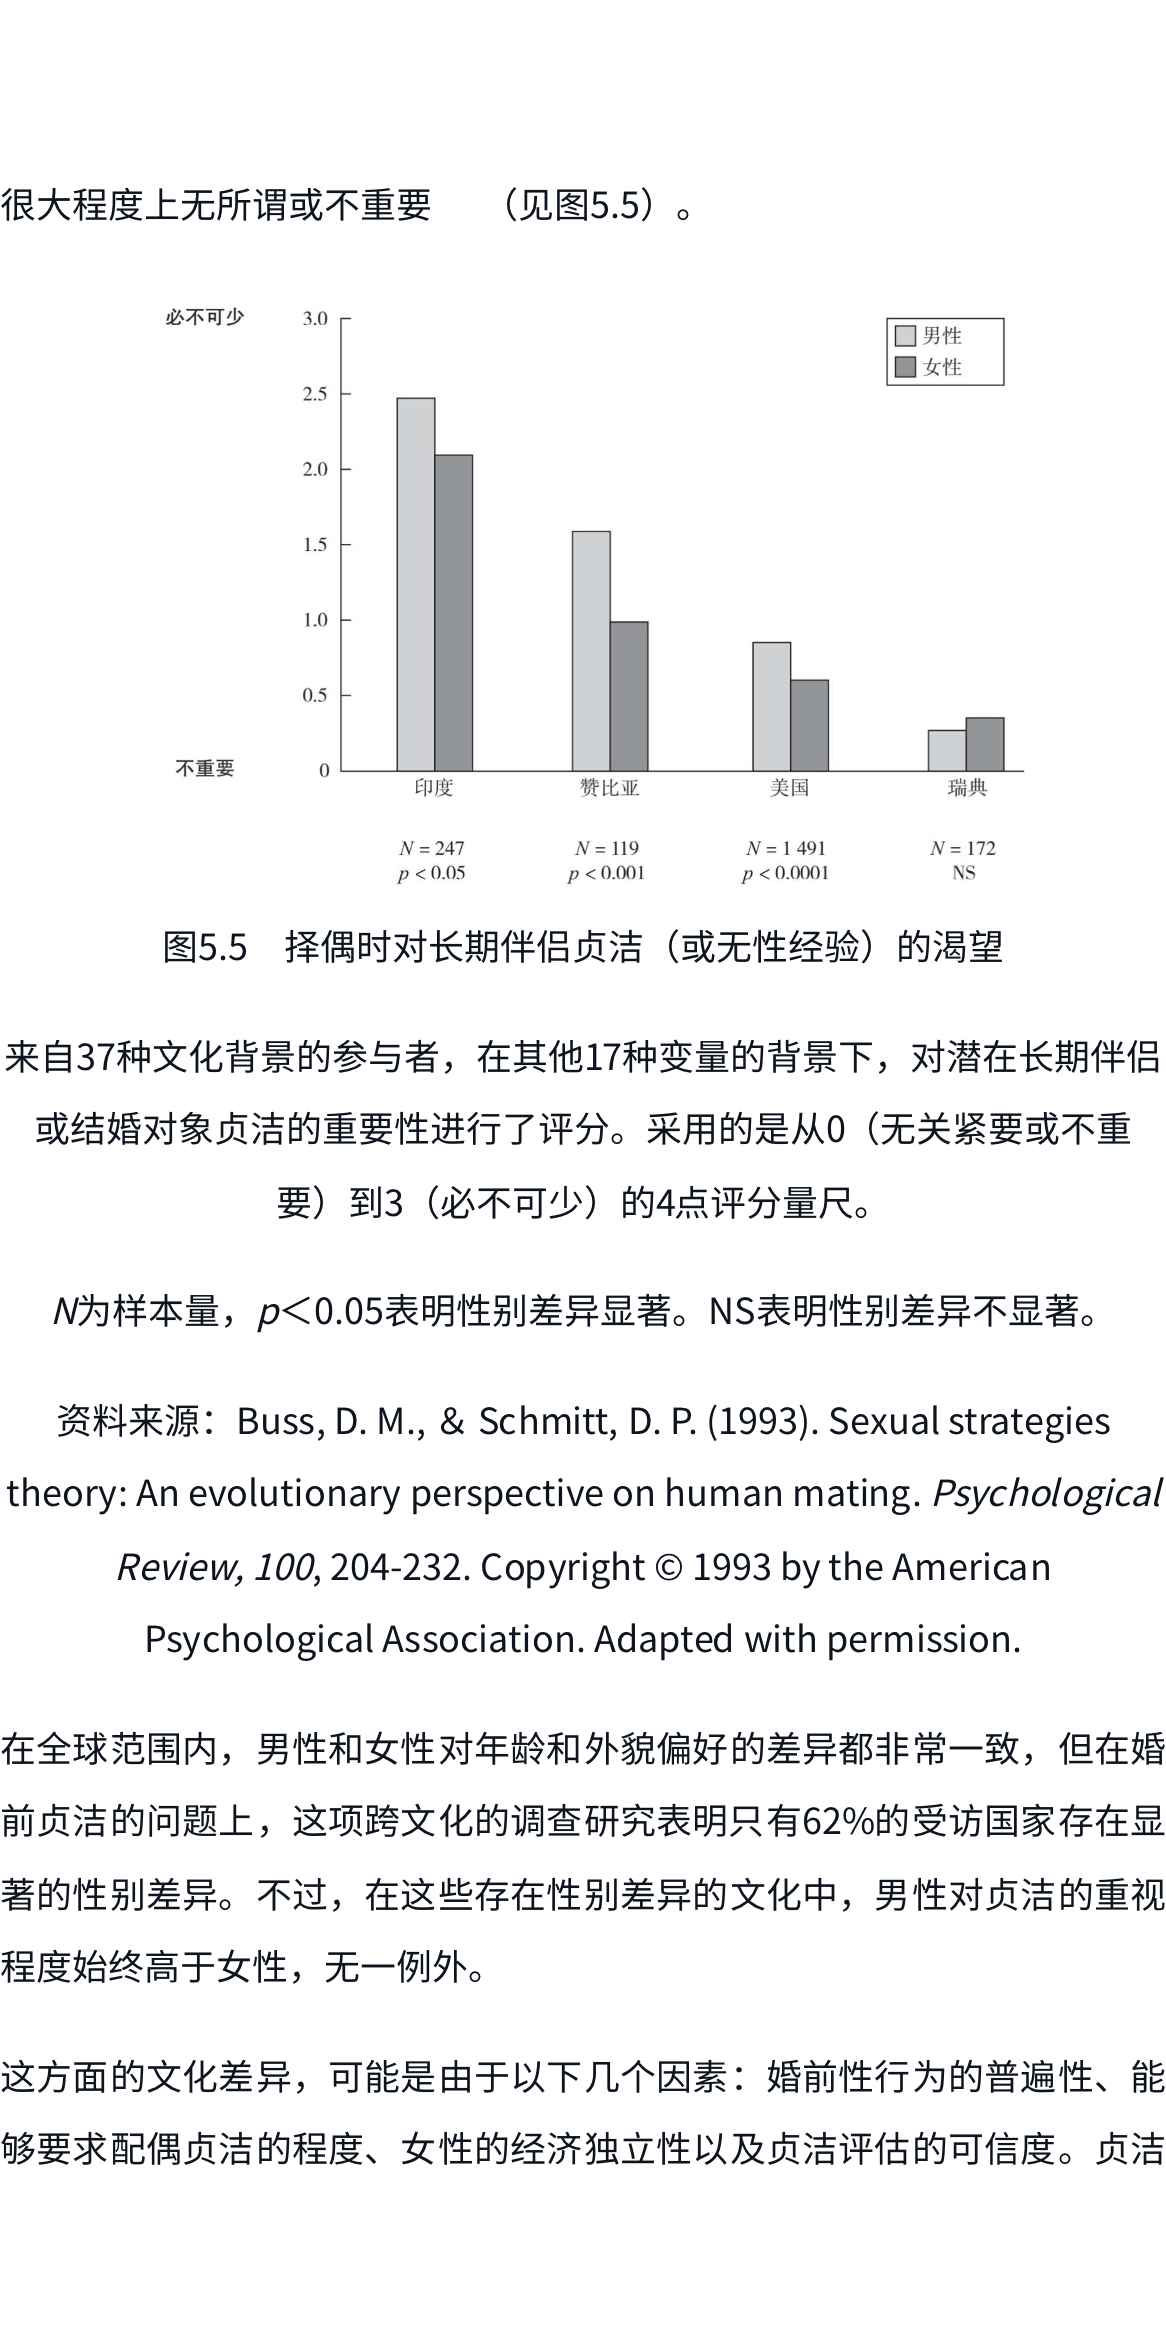 很大程度上无所谓或不重要 （见图5.5）。
必不可少
3.0
男性
女性
2.5
2.0
1.5
1.0
0.5
不重要
0
印度 赞比亚 美国 瑞典
N = 247 N = 119 N = 1 491 N = 172
p < 0.05 p < 0.001 p < 0.0001 NS
图5.5 择偶时对长期伴侣贞洁（或无性经验）的渴望
来自37种文化背景的参与者，在其他17种变量的背景下，对潜在长期伴侣
或结婚对象贞洁的重要性进行了评分。采用的是从0（无关紧要或不重
要）到3（必不可少）的4点评分量尺。
N为样本量，p＜0.05表明性别差异显著。NS表明性别差异不显著。
资料来源：Buss, D. M., ＆ Schmitt, D. P. (1993). Sexual strategies
theory: An evolutionary perspective on human mating. Psychological
Review, 100, 204-232. Copyright © 1993 by the American
Psychological Association. Adapted with permission.
在全球范围内，男性和女性对年龄和外貌偏好的差异都非常一致，但在婚
前贞洁的问题上，这项跨文化的调查研究表明只有62%的受访国家存在显
著的性别差异。不过，在这些存在性别差异的文化中，男性对贞洁的重视
程度始终高于女性，无一例外。
这方面的文化差异，可能是由于以下几个因素：婚前性行为的普遍性、能
够要求配偶贞洁的程度、女性的经济独立性以及贞洁评估的可信度。贞洁